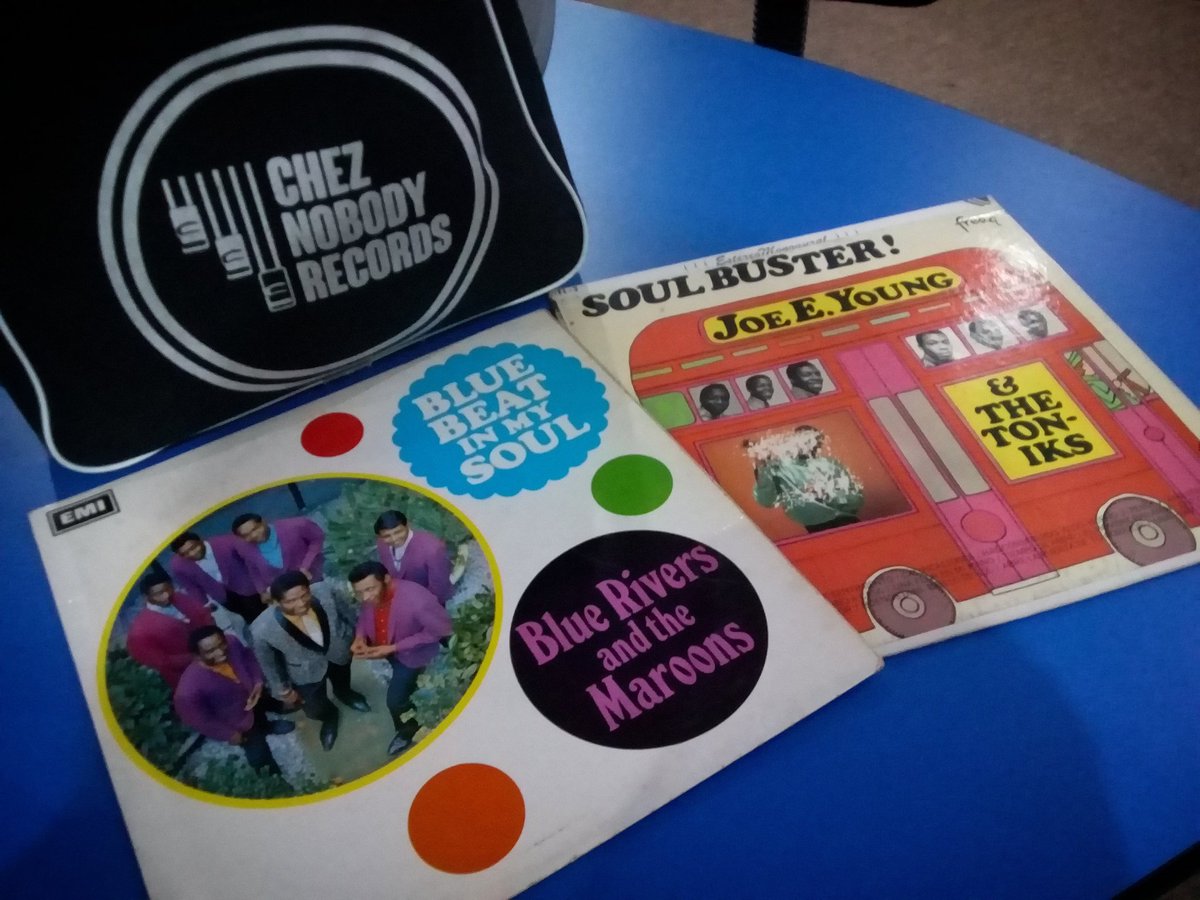 CHEZ
NOBODY
RECORDS
EMI
BLUE
BEAT
IN MY
SOUL
Blue Rivers
and the
Maroons
SOUL BUSTER!
JOE E. YOUNG
&
THE
TON-
IKS